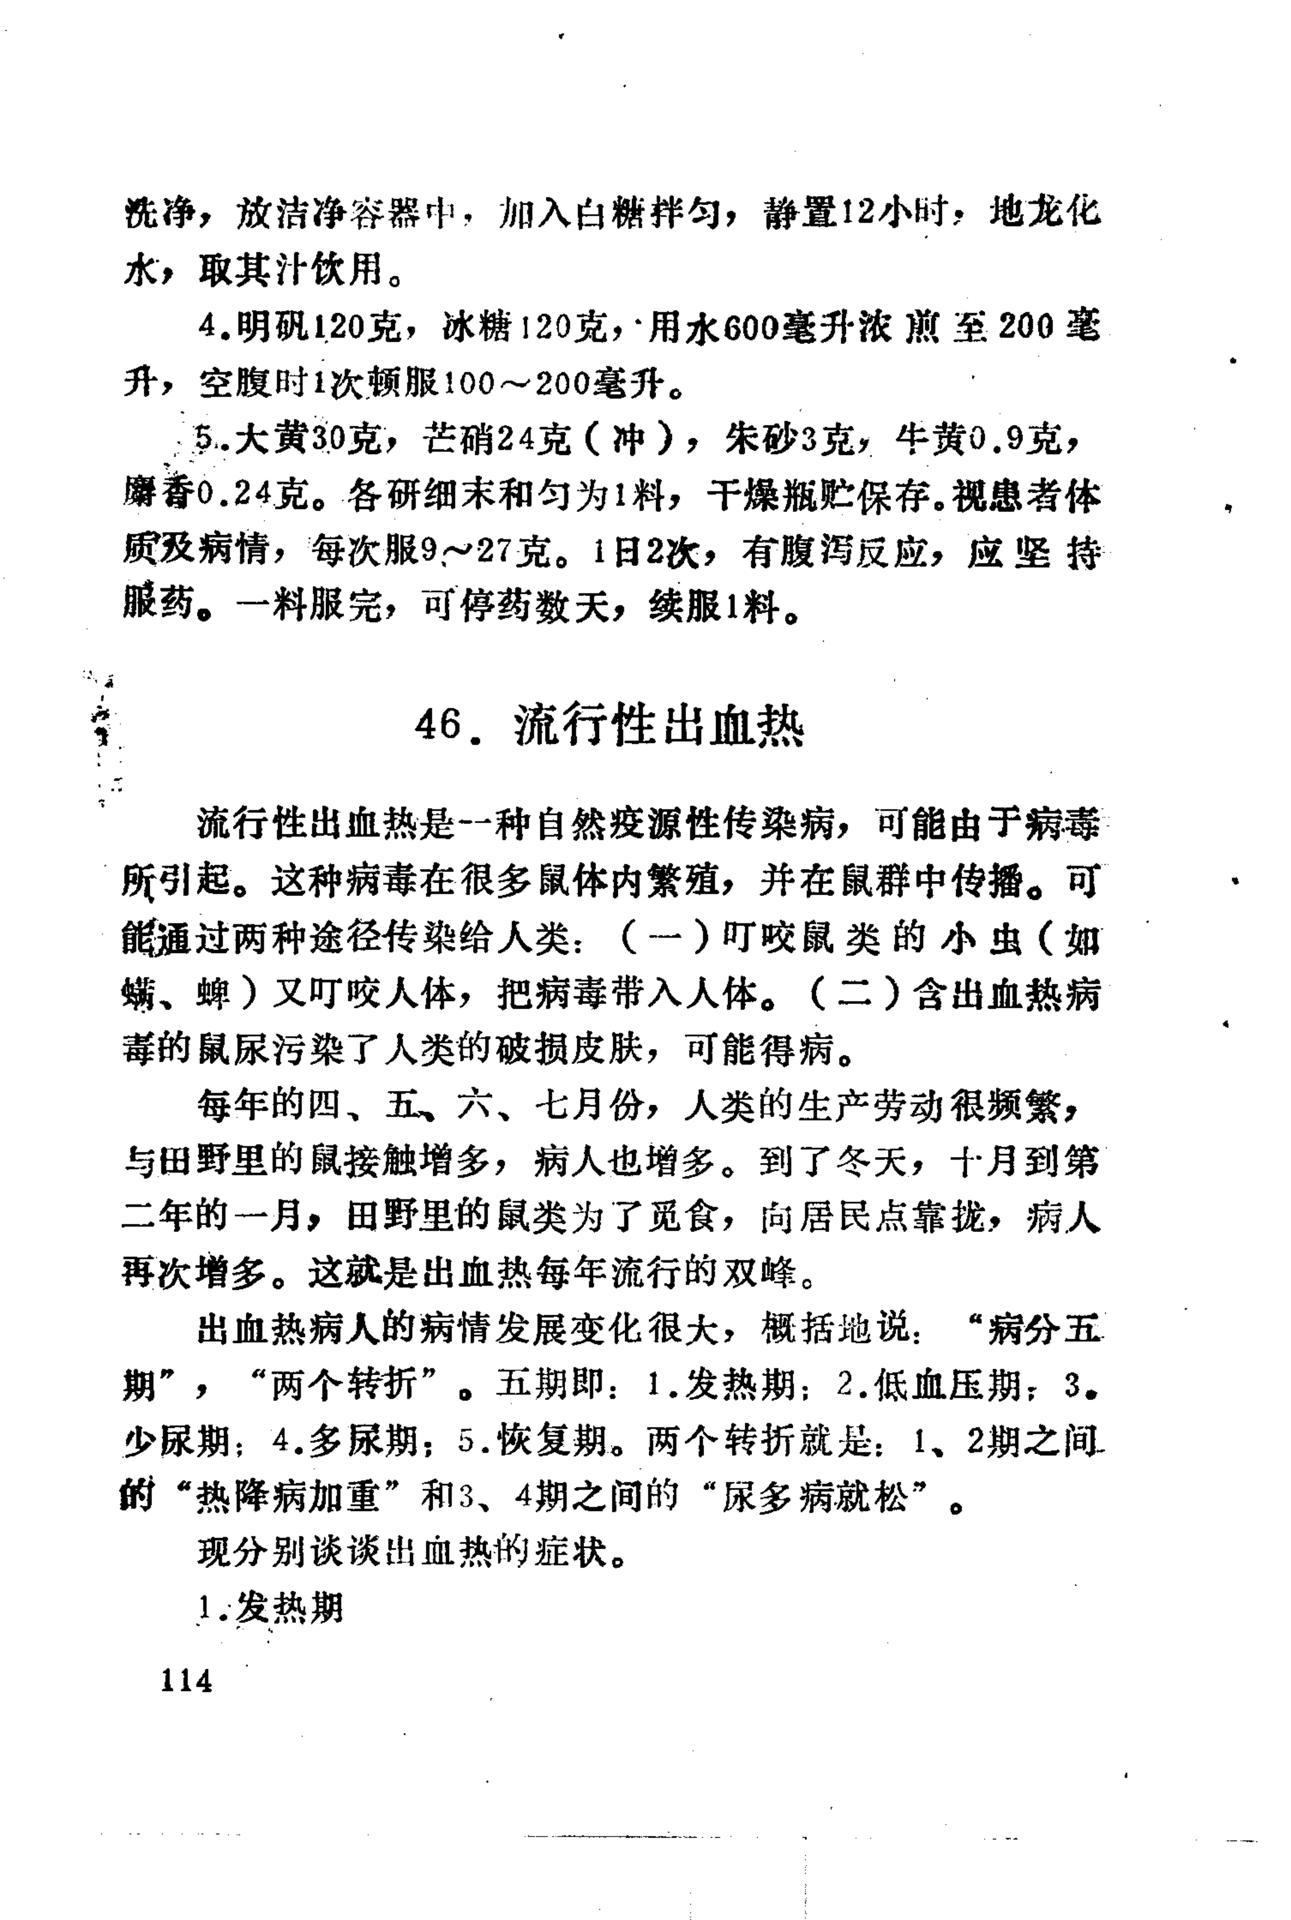 洗净，放洁净容器中，加入白糖拌匀，静置12小时，地龙化
水，取其汁饮用。
4.明矾120克，冰糖120克，用水600毫升浓煎至200毫
升，空腹时1次顿服100～200毫升。
5.大黄30克，芒硝24克（冲），朱砂3克，牛黄0.9克，
麝香0.24克。各研细末和匀为1料，干燥瓶贮保存。视患者体
质及病情，每次服9～27克。1日2次，有腹泻反应，应坚持
服药。一料服完，可停药数天，续服1料。
46．流行性出血热
流行性出血热是一种自然疫源性传染病，可能由于病毒
所引起。这种病毒在很多鼠体内繁殖，并在鼠群中传播。可
能通过两种途径传染给人类：（一）叮咬鼠类的小虫（如
螨、蜱）又叮咬人体，把病毒带入人体。（二）含出血热病
毒的鼠尿污染了人类的破损皮肤，可能得病。
每年的四、五、六、七月份，人类的生产劳动很频繁，
与田野里的鼠接触增多，病人也增多。到了冬天，十月到第
二年的一月，田野里的鼠类为了觅食，向居民点靠拢，病人
再次增多。这就是出血热每年流行的双峰。
出血热病人的病情发展变化很大，概括地说：“病分五
期”，“两个转折”。五期即：1.发热期；2.低血压期；3.
少尿期；4.多尿期；5.恢复期。两个转折就是：1、2期之间
的“热降病加重”和3、4期之间的“尿多病就松”。
现分别谈谈出血热的症状。
1.发热期
114